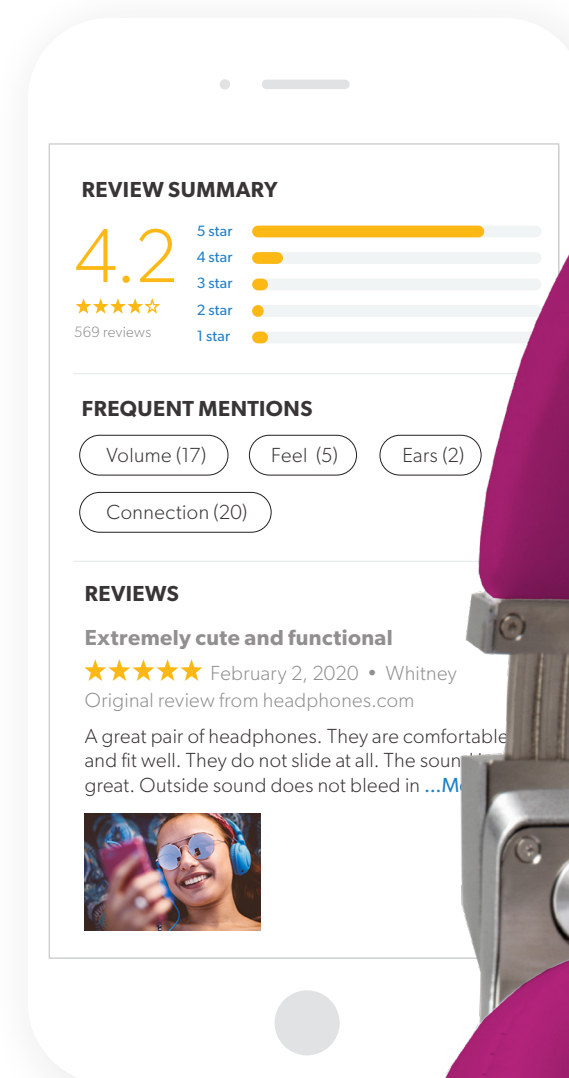 REVIEW SUMMARY
4.2
569 reviews
5 star
4 star
3 star
2 star
1 star
FREQUENT MENTIONS
Volume (17) Feel (5) Ears (2)
Connection (20)
REVIEWS
Extremely cute and functional
February 2, 2020 • Whitney
Original review from headphones.com
A great pair of headphones. They are comfortable
and fit well. They do not slide at all. The sound
great. Outside sound does not bleed in